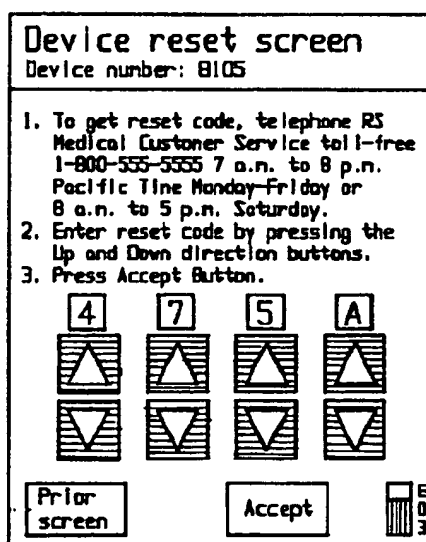 Device reset screen
Device number: 8105
1. To get reset code, telephone RS
Medical Customer Service toll-free
1-800-555-5555 7 a.m. to 8 p.m.
Pacific Time Monday-Friday or
8 a.m. to 5 p.m. Saturday.
2. Enter reset code by pressing the
Up and Down direction buttons.
3. Press Accept Button.
4 7 5 A
Prior
screen
Accept